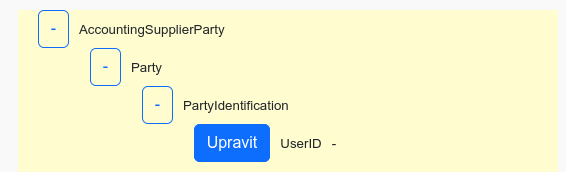 - AccountingSupplierParty
- Party
- PartyIdentification
Upravit UserID -